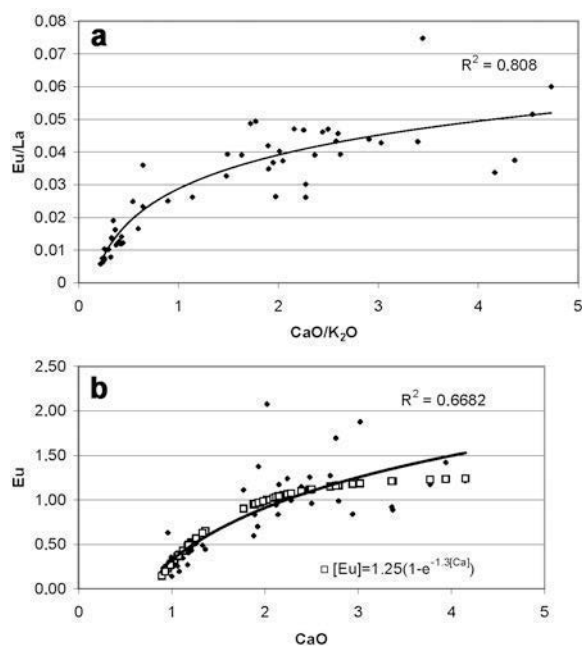 a
0.08
R² = 0.808
0.07
0.06
0.05
0.04
0.03
0.02
0.01
0
Eu/La
0 1 2 3 4 5
CaO/K₂O
b
2.50
R² = 0.6682
2.00
1.50
1.00
0.50
0.00
Eu
[Eu]=1.25(1-e⁻¹·³[Ca])
0 1 2 3 4 5
CaO